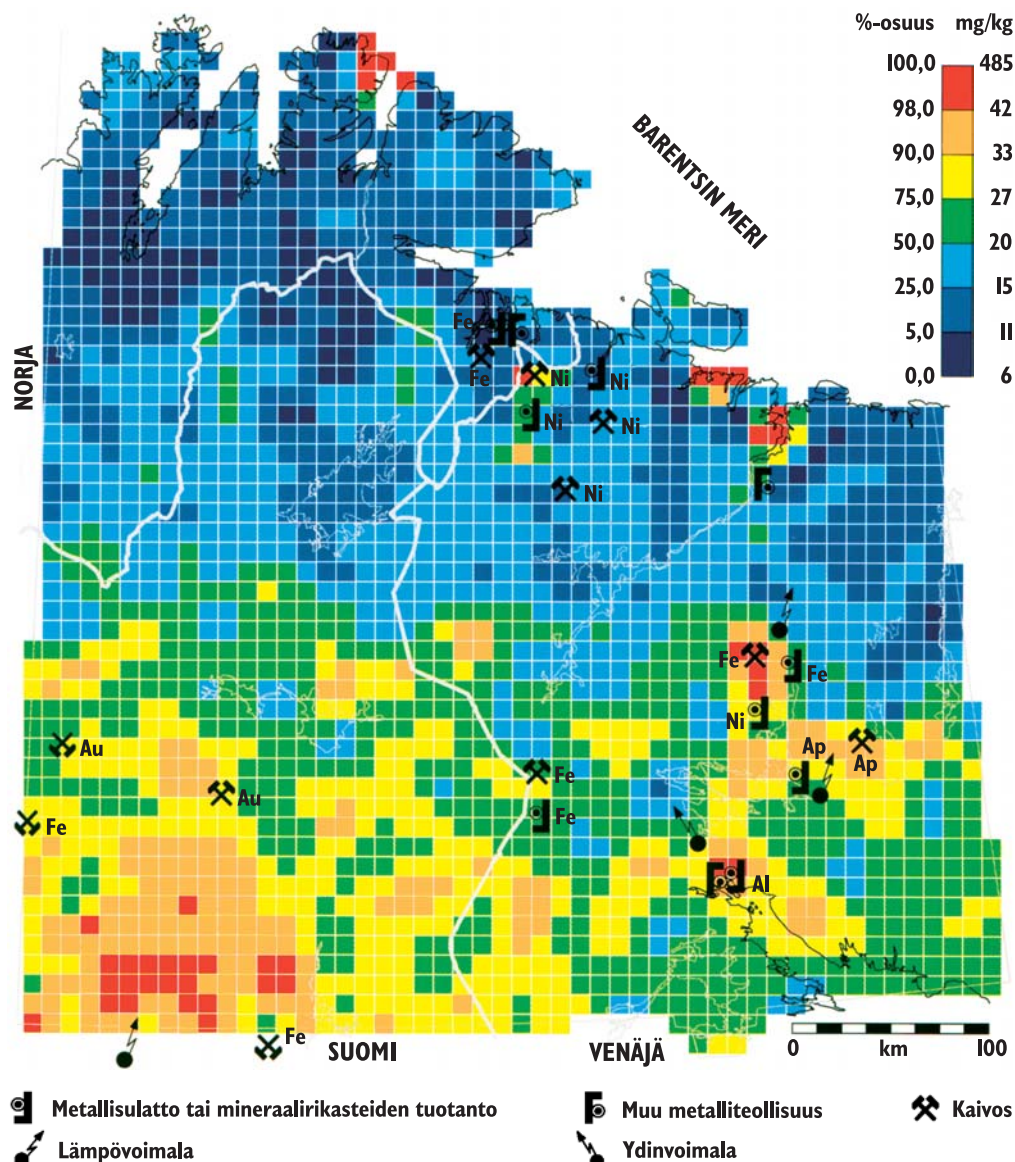 %-osuus mg/kg
100,0 485
98,0 42
90,0 33
75,0 27
50,0 20
25,0 15
5,0 11
0,0 6
BARENTSIN MERI
NORJA
Fe
Fe
Ni
Ni
Ni
Ni
Ni
Fe
Fe
Ni
Au
Ap
Ap
Fe
Au
Fe
Fe
Al
Fe
SUOMI
VENÄJÄ
0 km 100
Metallisulatto tai mineraalirikasteiden tuotanto
Muu metalliteollisuus
Kaivos
Lämpövoimala
Ydinvoimala